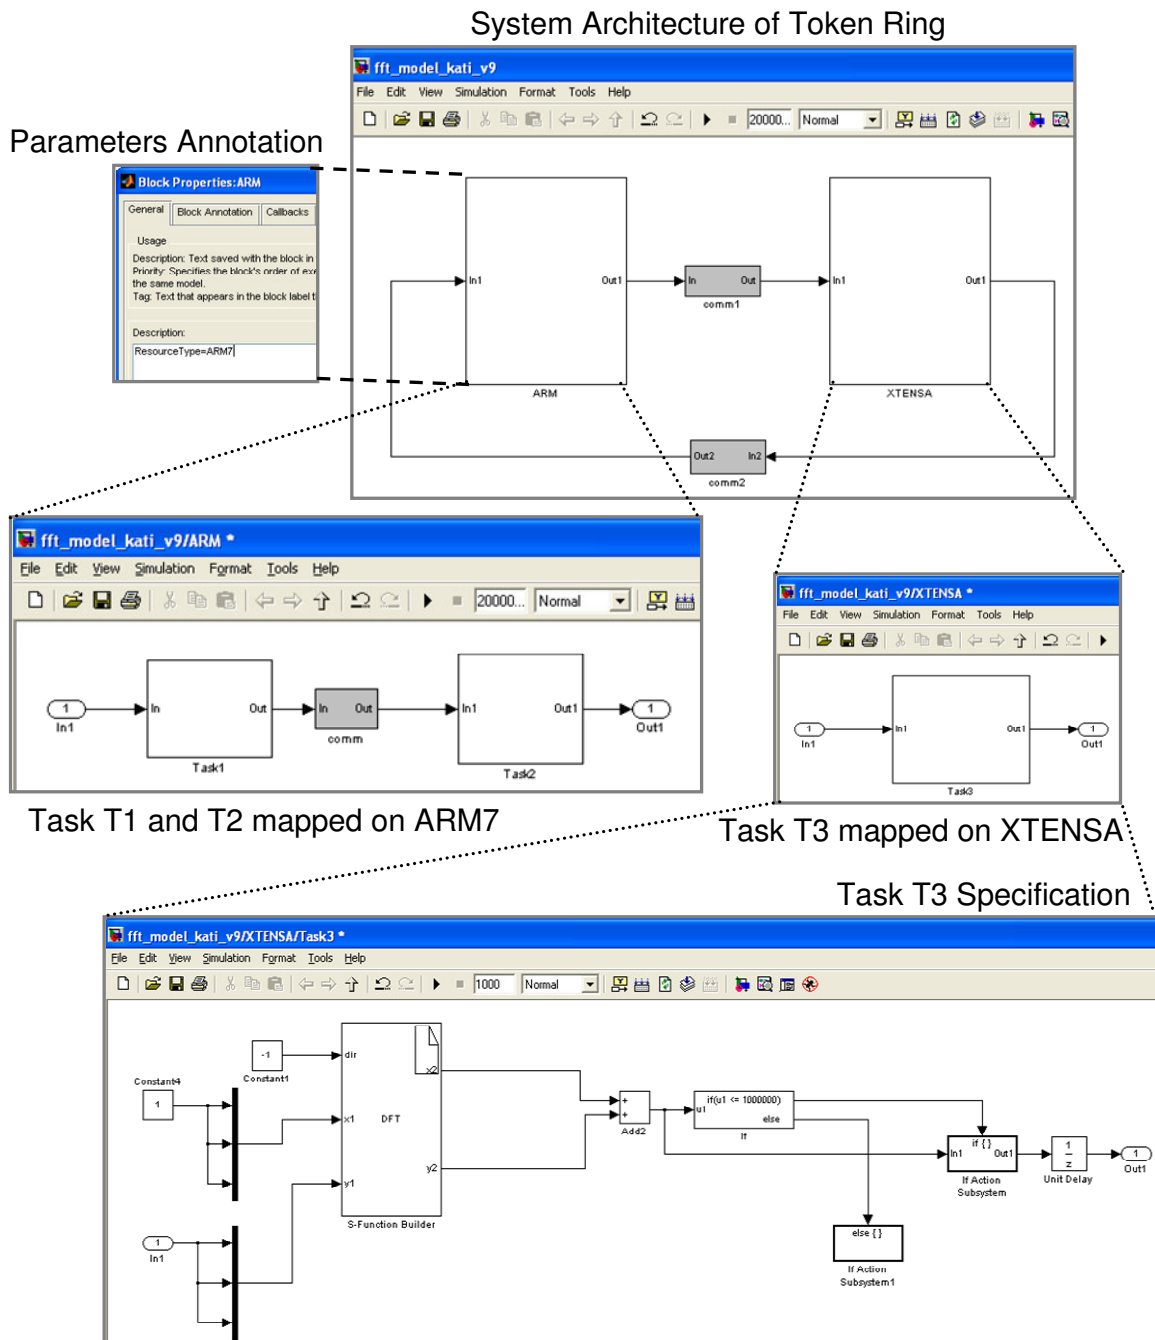 System Architecture of Token Ring
fft_model_kati_v9
File Edit View Simulation Format Tools Help
20000... Normal
Parameters Annotation
Block Properties:ARM
General Block Annotation Callbacks
Usage
Description: Text saved with the block in
Priority: Specifies the block's order of exe
the same model.
Tag: Text that appears in the block label t
Description:
ResourceType=ARM7
In1 Out1
ARM
In Out
comm1
In1 Out1
XTENSA
Out2 In2
comm2
fft_model_kati_v9/ARM *
File Edit View Simulation Format Tools Help
20000... Normal
1
In1
In Out
Task1
In Out
comm
In1 Out1
Task2
1
Out1
Task T1 and T2 mapped on ARM7
fft_model_kati_v9/XTENSA *
File Edit View Simulation Format Tools Help
1
In1
In1 Out1
Task3
1
Out1
Task T3 mapped on XTENSA
Task T3 Specification
fft_model_kati_v9/XTENSA/Task3 *
File Edit View Simulation Format Tools Help
1000 Normal
-1
Constant1
Constant4
1
1
In1
dir
x1
y1
DFT
x2
y2
S-Function Builder
+
+
Add2
u1
if(u1 <= 1000000)
else
If
if { }
In1 Out1
If Action
Subsystem
1
z
Unit Delay
1
Out1
else { }
If Action
Subsystem1